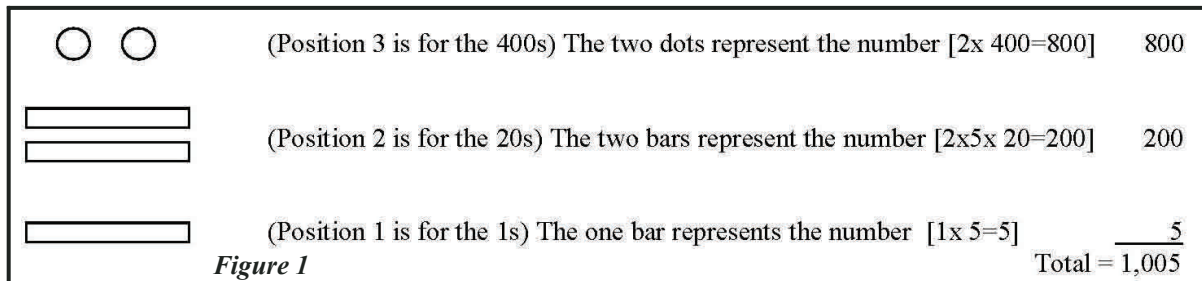 (Position 3 is for the 400s) The two dots represent the number [2x 400=800] 800
(Position 2 is for the 20s) The two bars represent the number [2x5x 20=200] 200
(Position 1 is for the 1s) The one bar represents the number [1x 5=5] 5
Figure 1 Total = 1,005